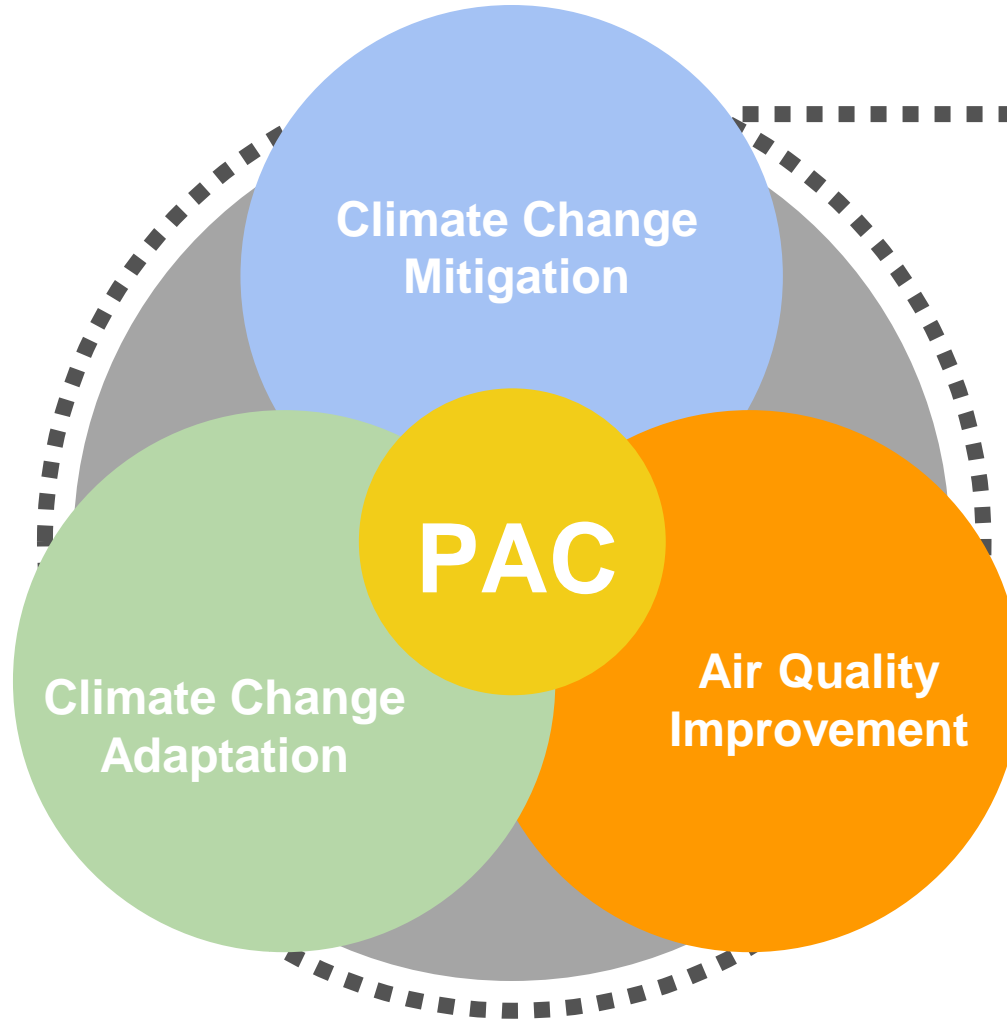 Climate Change
Mitigation
PAC
Climate Change
Adaptation
Air Quality
Improvement